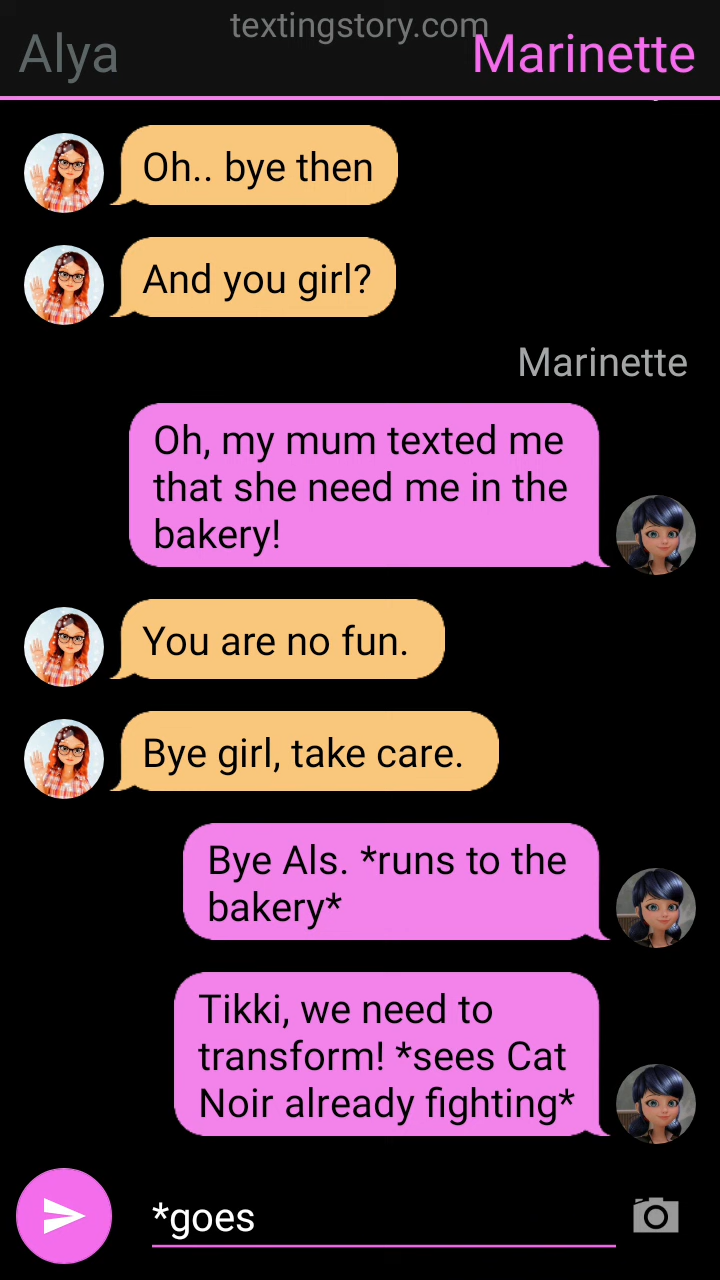 textingstory.com
Alya
Marinette
Oh.. bye then
And you girl?
Marinette
Oh, my mum texted me
that she need me in the
bakery!
You are no fun.
Bye girl, take care.
Bye Als. *runs to the
bakery*
Tikki, we need to
transform! *sees Cat
Noir already fighting*
*goes